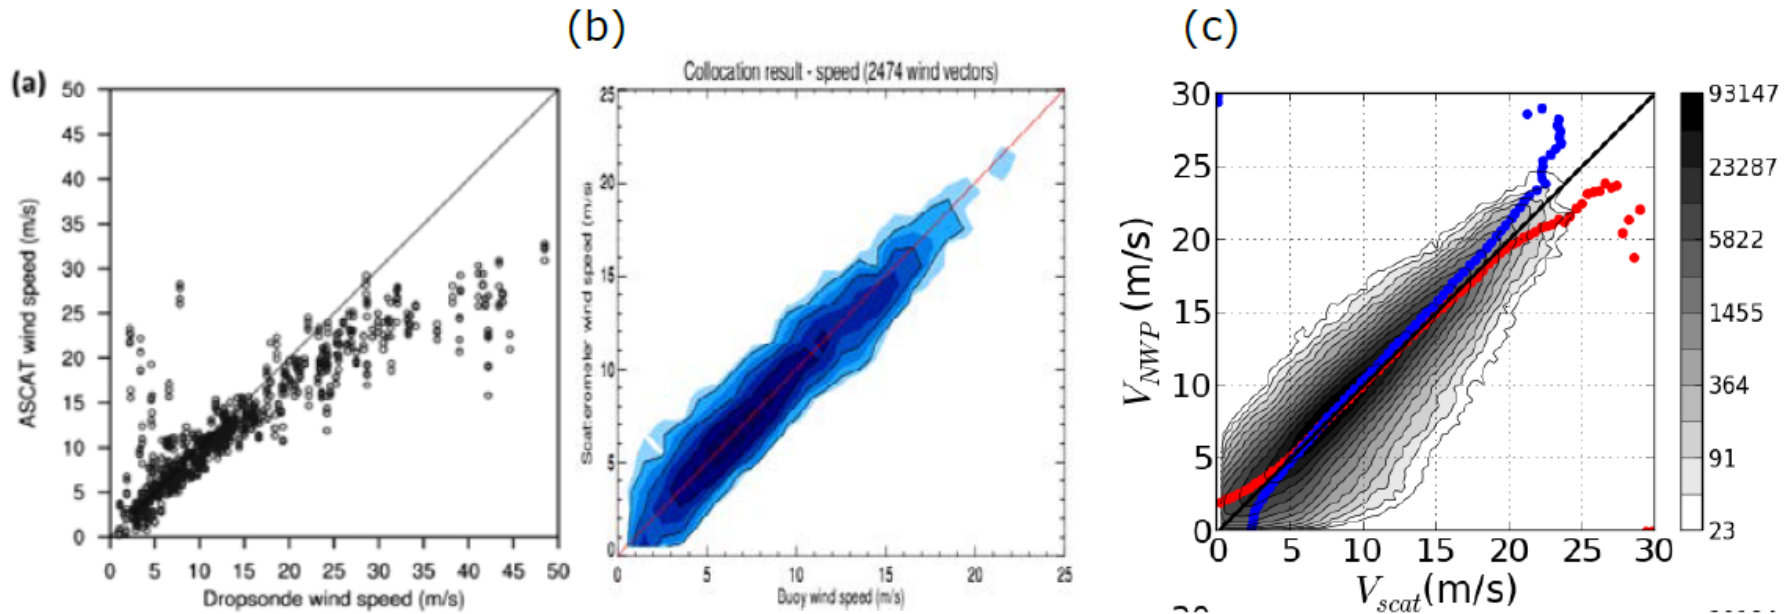 (b)
(c)
(a)
50
45
40
35
30
25
20
15
10
5
0
0 5 10 15 20 25 30 35 40 45 50
ASCAT wind speed (m/s)
Dropsonde wind speed (m/s)
Collocation result - speed (2474 wind vectors)
25
20
15
10
5
0
0 5 10 15 20 25
Scatterometer wind speed (m/s)
Buoy wind speed (m/s)
30
25
20
15
10
5
0
0 5 10 15 20 25 30
V_NWP (m/s)
V_scat (m/s)
93147
23287
5822
1455
364
91
23